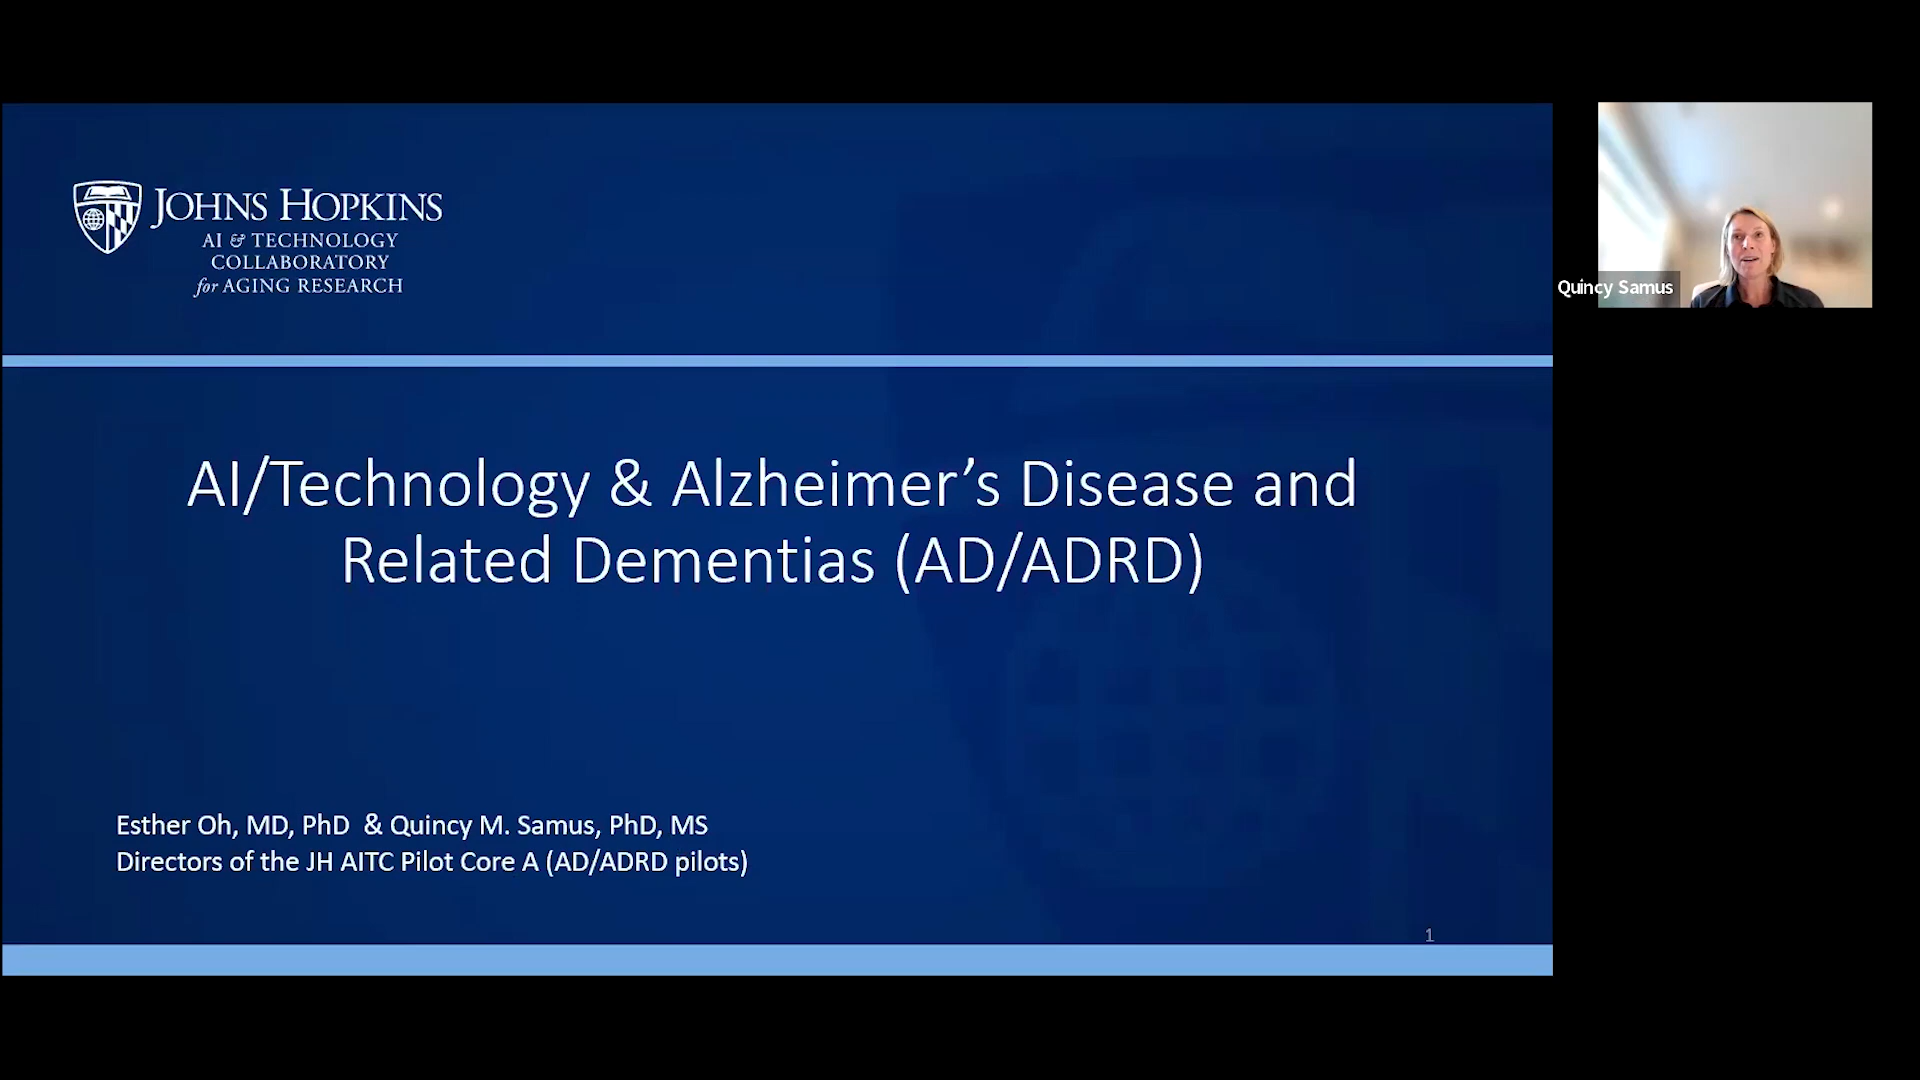 JOHNS HOPKINS
AI & TECHNOLOGY
COLLABORATORY
for AGING RESEARCH
Quincy Samus
AI/Technology & Alzheimer’s Disease and
Related Dementias (AD/ADRD)
Esther Oh, MD, PhD & Quincy M. Samus, PhD, MS
Directors of the JH AITC Pilot Core A (AD/ADRD pilots)
1